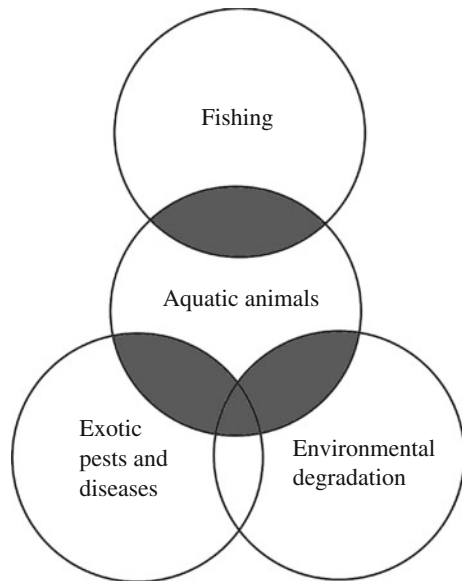 Fishing
Aquatic animals
Exotic
pests and
diseases
Environmental
degradation